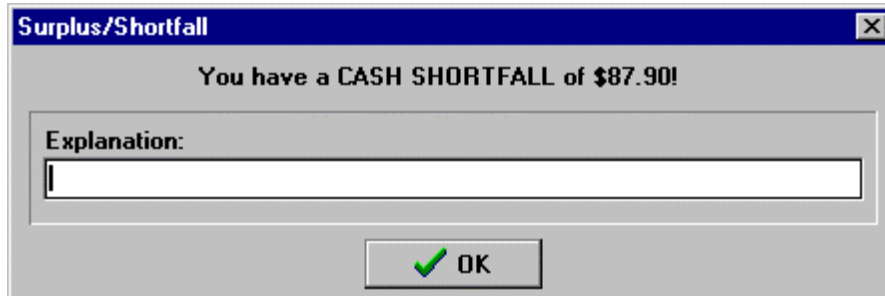 Surplus/Shortfall
You have a CASH SHORTFALL of $87.90!
Explanation:
OK